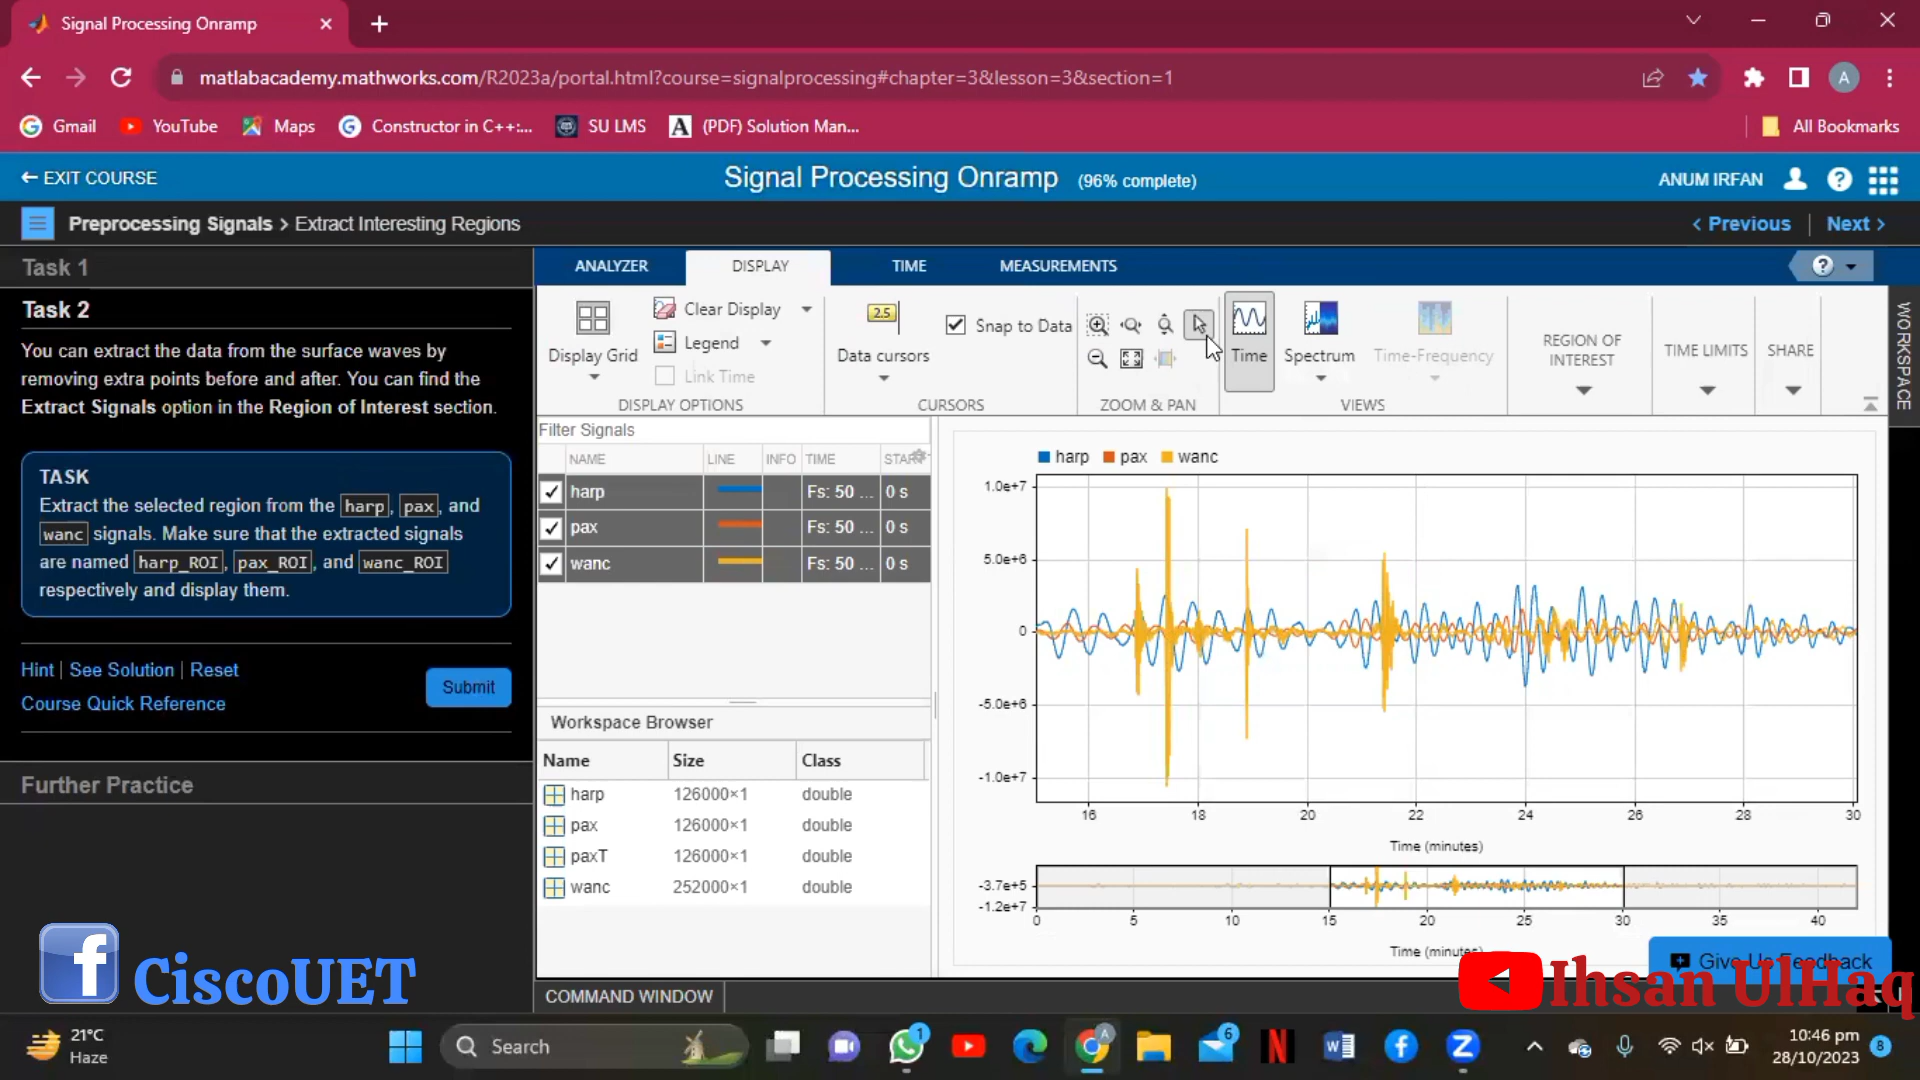 Signal Processing Onramp
matlabacademy.mathworks.com/R2023a/portal.html?course=signalprocessing#chapter=3&lesson=3&section=1
A
Gmail YouTube Maps Constructor in C++:... SU LMS (PDF) Solution Man... All Bookmarks
EXIT COURSE
Signal Processing Onramp (96% complete)
ANUM IRFAN
Preprocessing Signals > Extract Interesting Regions
< Previous | Next >
Task 1
Task 2
You can extract the data from the surface waves by
removing extra points before and after. You can find the
Extract Signals option in the Region of Interest section.
TASK
Extract the selected region from the harp, pax, and
wanc signals. Make sure that the extracted signals
are named harp_ROI, pax_ROI, and wanc_ROI
respectively and display them.
Hint | See Solution | Reset
Course Quick Reference
Submit
Further Practice
ANALYZER DISPLAY TIME MEASUREMENTS
Display Grid
Clear Display
Legend
Link Time
DISPLAY OPTIONS
2.5
Data cursors
Snap to Data
CURSORS
ZOOM & PAN
Time Spectrum Time-Frequency
VIEWS
REGION OF
INTEREST
TIME LIMITS
SHARE
WORKSPACE
Filter Signals
NAME LINE INFO TIME START
harp Fs: 50 ... 0 s
pax Fs: 50 ... 0 s
wanc Fs: 50 ... 0 s
Workspace Browser
Name Size Class
harp 126000×1 double
pax 126000×1 double
paxT 126000×1 double
wanc 252000×1 double
harp pax wanc
1.0e+7
5.0e+6
0
-5.0e+6
-1.0e+7
16 18 20 22 24 26 28 30
Time (minutes)
-3.7e+5
-1.2e+7
0 5 10 15 20 25 30 35 40
Time (minutes)
Give Us Feedback
COMMAND WINDOW
f CiscoUET
Ihsan UlHaq
21°C
Haze
Search
1
A
6
10:46 pm
28/10/2023
8